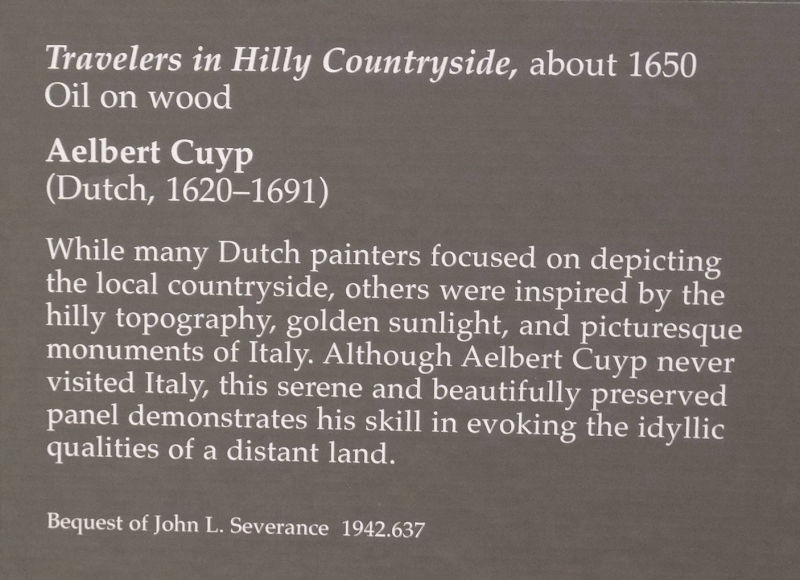 Travelers in Hilly Countryside, about 1650
Oil on wood
Aelbert Cuyp
(Dutch, 1620–1691)
While many Dutch painters focused on depicting
the local countryside, others were inspired by the
hilly topography, golden sunlight, and picturesque
monuments of Italy. Although Aelbert Cuyp never
visited Italy, this serene and beautifully preserved
panel demonstrates his skill in evoking the idyllic
qualities of a distant land.
Bequest of John L. Severance 1942.637